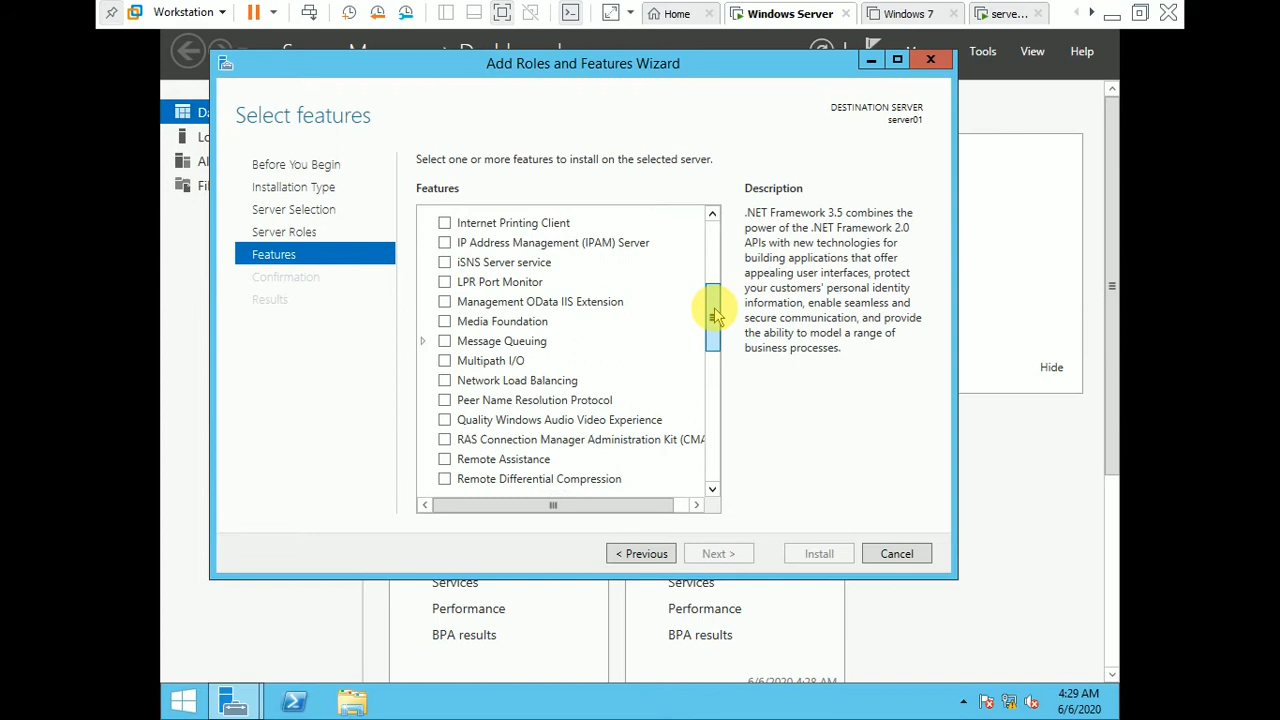 Workstation
Home
Windows Server
Windows 7
serve...
Dashboard
Tools
View
Help
Add Roles and Features Wizard
Select features
DESTINATION SERVER
server01
Before You Begin
Installation Type
Server Selection
Server Roles
Features
Confirmation
Results
Select one or more features to install on the selected server.
Features
Internet Printing Client
IP Address Management (IPAM) Server
iSNS Server service
LPR Port Monitor
Management OData IIS Extension
Media Foundation
Message Queuing
Multipath I/O
Network Load Balancing
Peer Name Resolution Protocol
Quality Windows Audio Video Experience
RAS Connection Manager Administration Kit (CMA
Remote Assistance
Remote Differential Compression
Description
.NET Framework 3.5 combines the
power of the .NET Framework 2.0
APIs with new technologies for
building applications that offer
appealing user interfaces, protect
your customers' personal identity
information, enable seamless and
secure communication, and provide
the ability to model a range of
business processes.
Hide
< Previous
Next >
Install
Cancel
Services
Performance
BPA results
Services
Performance
BPA results
6/6/2020 4:28 AM
4:29 AM
6/6/2020